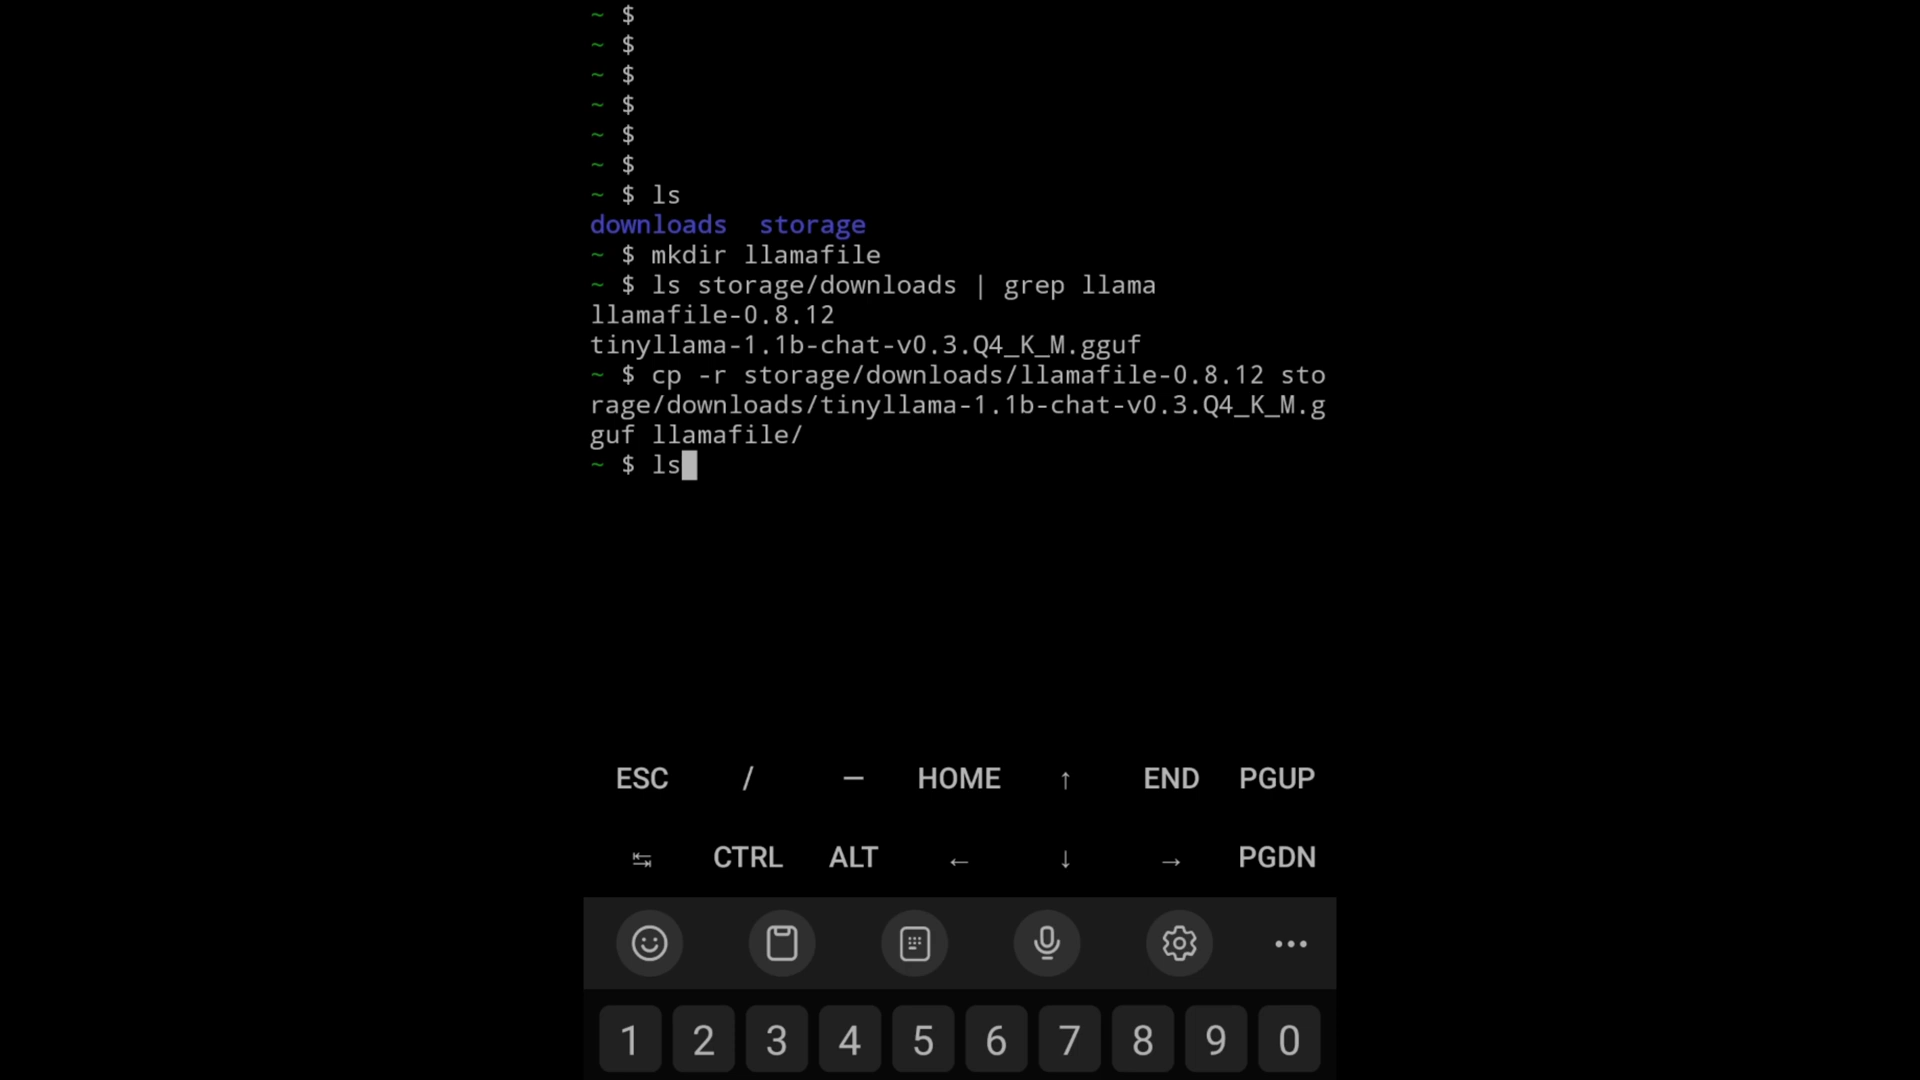 ~ $
~ $
~ $
~ $
~ $
~ $
~ $ ls
downloads  storage
~ $ mkdir llamafile
~ $ ls storage/downloads | grep llama
llamafile-0.8.12
tinyllama-1.1b-chat-v0.3.Q4_K_M.gguf
~ $ cp -r storage/downloads/llamafile-0.8.12 sto
rage/downloads/tinyllama-1.1b-chat-v0.3.Q4_K_M.g
guf llamafile/
~ $ ls
ESC / — HOME ↑ END PGUP
⇆ CTRL ALT ← ↓ → PGDN
1 2 3 4 5 6 7 8 9 0